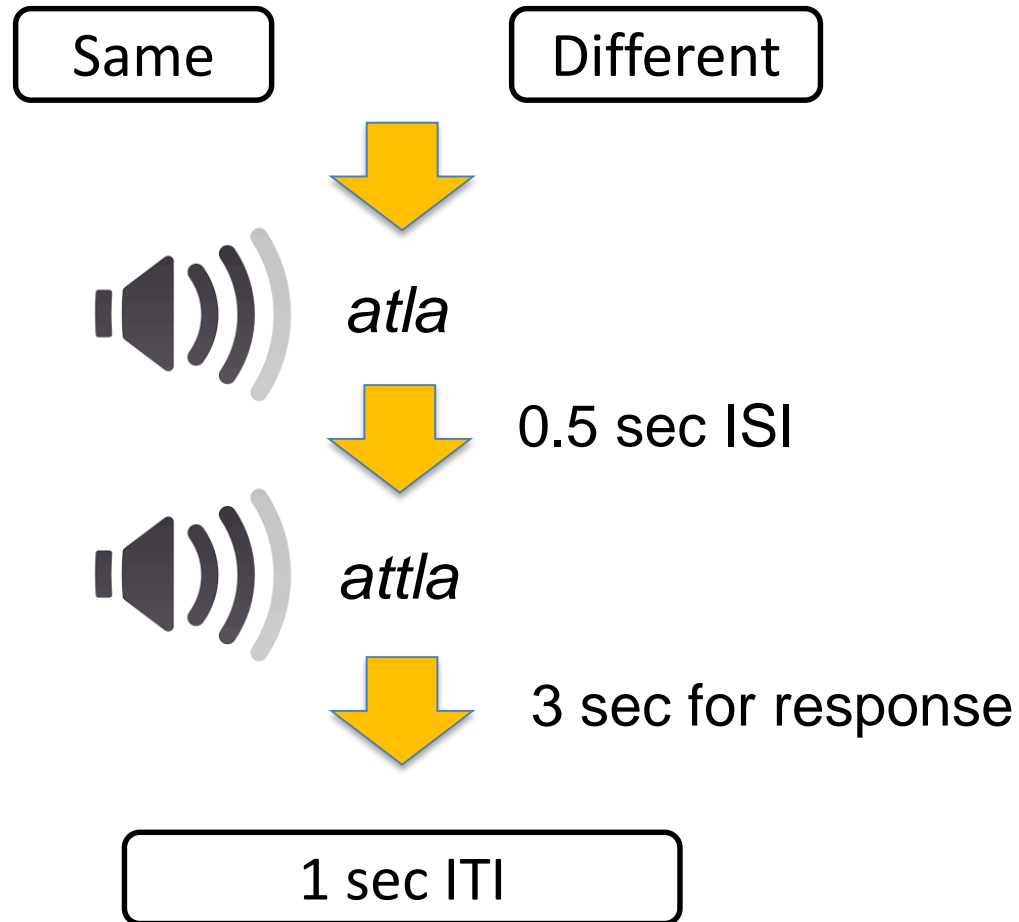 Same
Different
atla
0.5 sec ISI
attla
3 sec for response
1 sec ITI